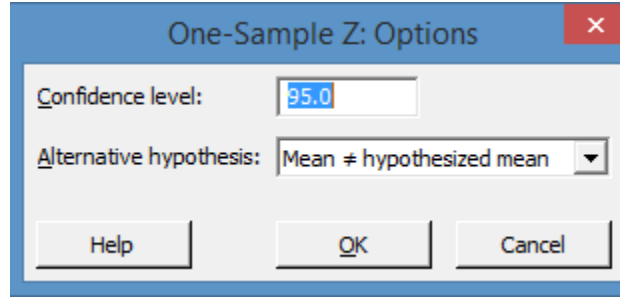 One-Sample Z: Options
Confidence level: 95.0
Alternative hypothesis: Mean ≠ hypothesized mean
Help OK Cancel